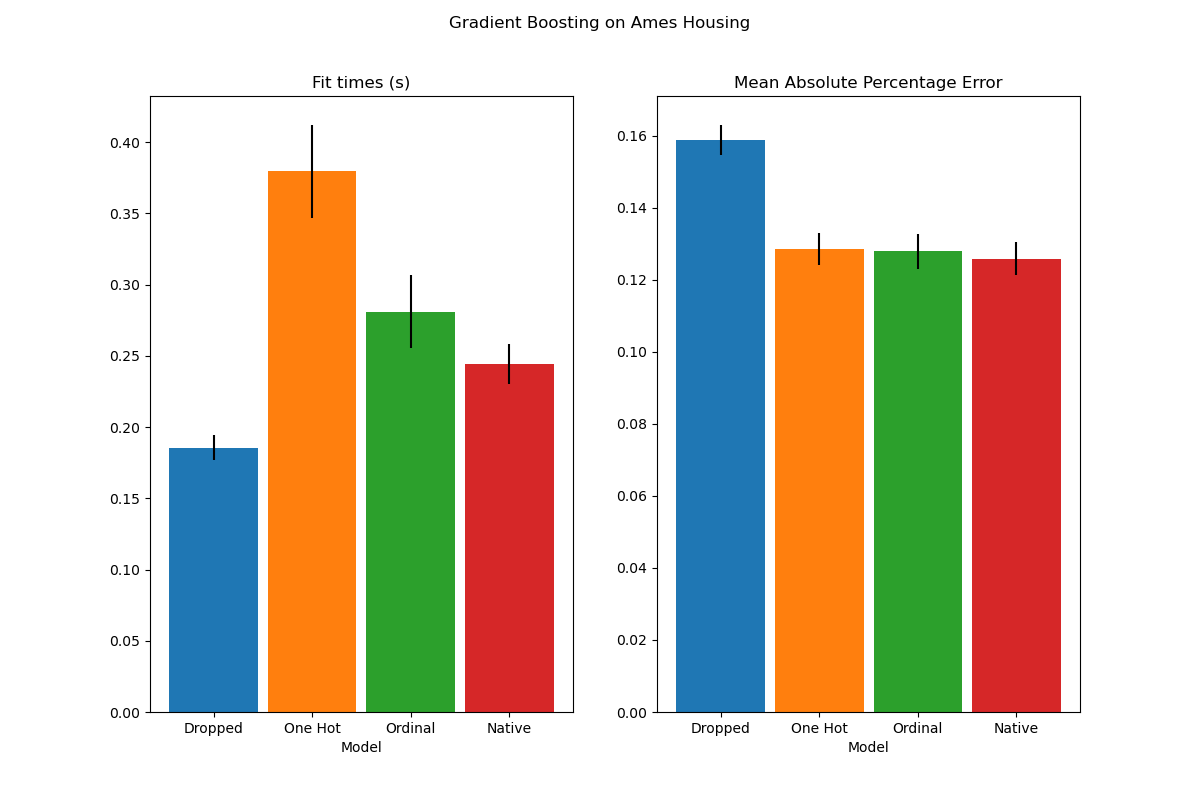 Gradient Boosting on Ames Housing
Fit times (s)
0.40
0.35
0.30
0.25
0.20
0.15
0.10
0.05
0.00
Dropped One Hot Ordinal Native
Model
Mean Absolute Percentage Error
0.16
0.14
0.12
0.10
0.08
0.06
0.04
0.02
0.00
Dropped One Hot Ordinal Native
Model